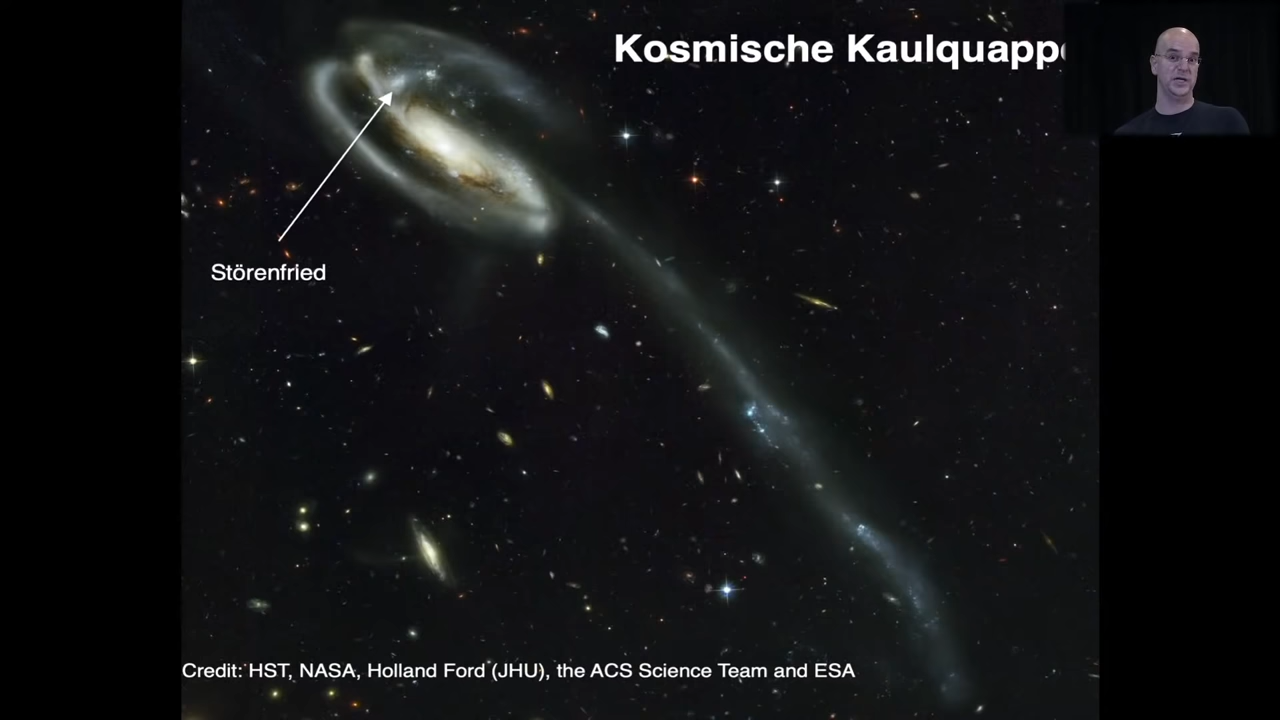 Kosmische Kaulquappe
Störenfried
Credit: HST, NASA, Holland Ford (JHU), the ACS Science Team and ESA